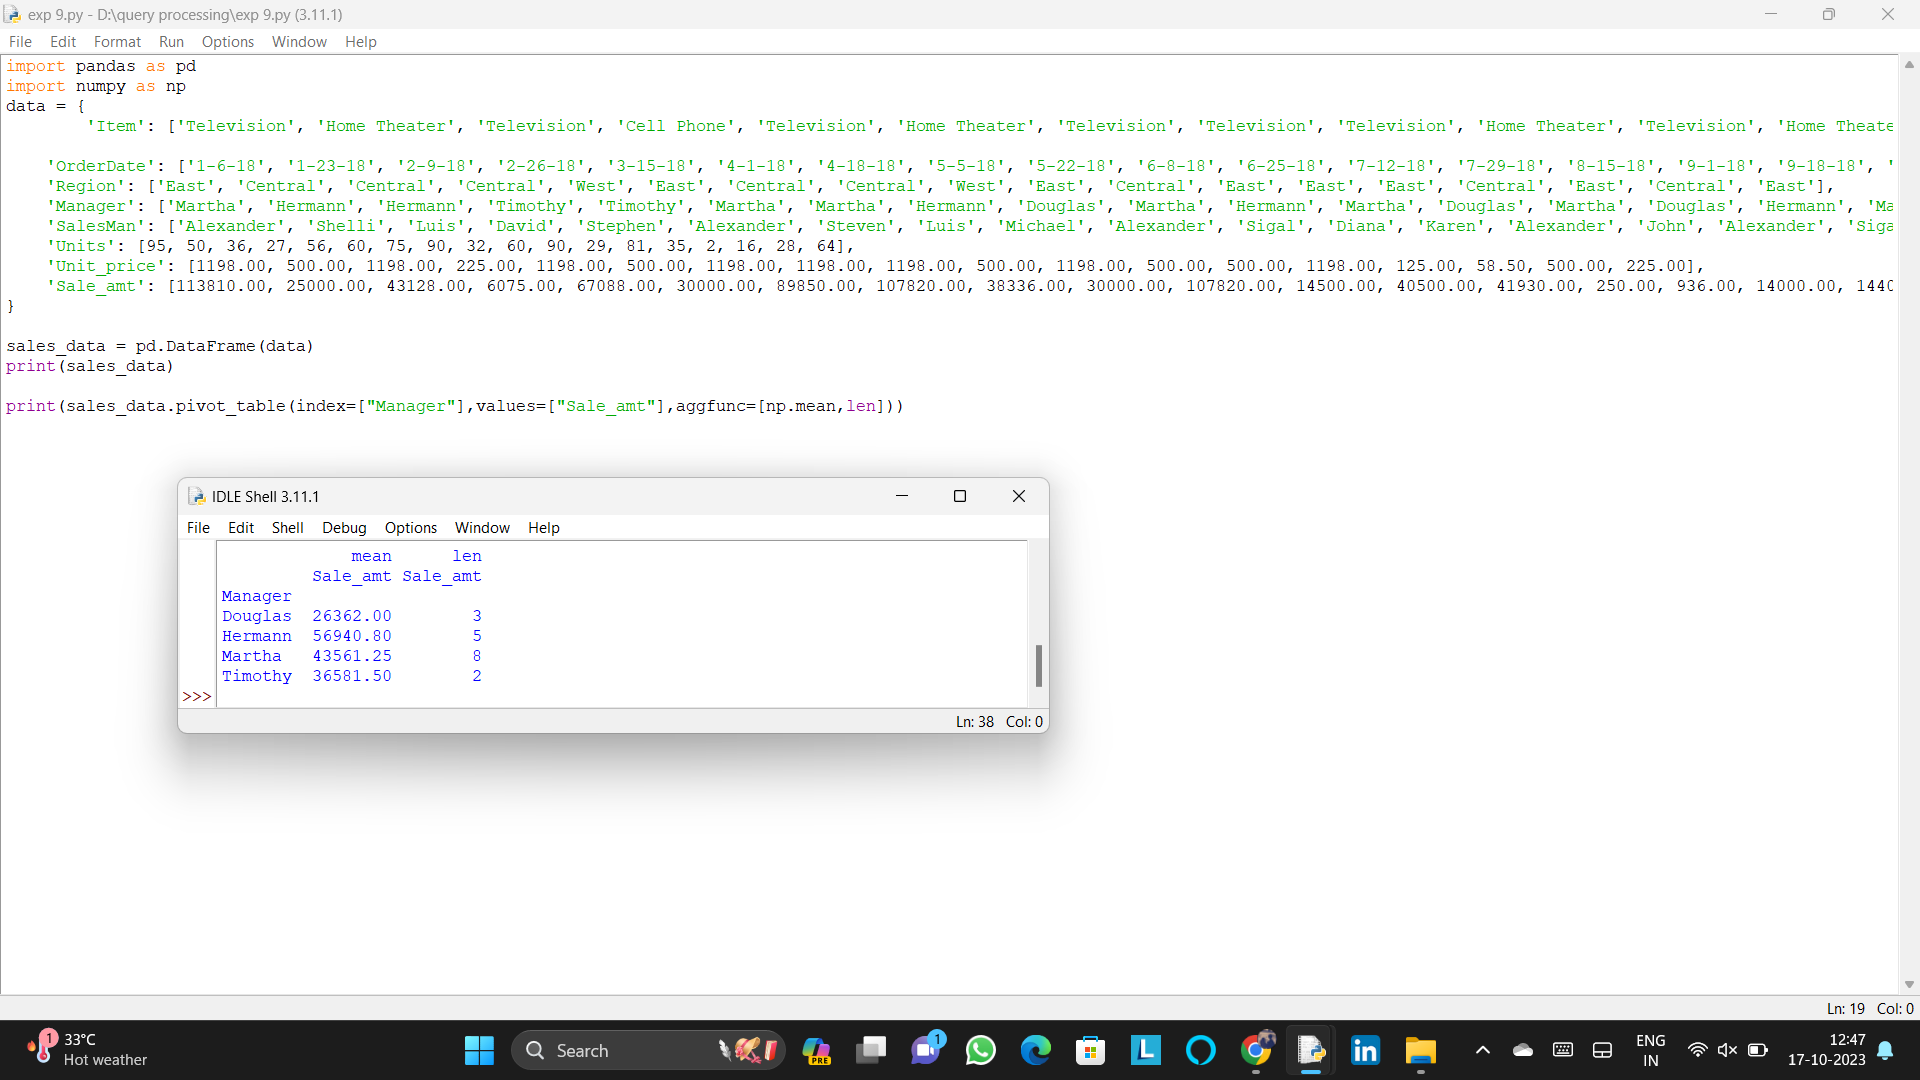 exp 9.py - D:\query processing\exp 9.py (3.11.1)
File Edit Format Run Options Window Help
import pandas as pd
import numpy as np
data = {
'Item': ['Television', 'Home Theater', 'Television', 'Cell Phone', 'Television', 'Home Theater', 'Television', 'Television', 'Television', 'Home Theater', 'Television', 'Home Theate
'OrderDate': ['1-6-18', '1-23-18', '2-9-18', '2-26-18', '3-15-18', '4-1-18', '4-18-18', '5-5-18', '5-22-18', '6-8-18', '6-25-18', '7-12-18', '7-29-18', '8-15-18', '9-1-18', '9-18-18', '
'Region': ['East', 'Central', 'Central', 'Central', 'West', 'East', 'Central', 'Central', 'West', 'East', 'Central', 'East', 'East', 'East', 'Central', 'East', 'Central', 'East'],
'Manager': ['Martha', 'Hermann', 'Hermann', 'Timothy', 'Timothy', 'Martha', 'Martha', 'Hermann', 'Douglas', 'Martha', 'Hermann', 'Martha', 'Douglas', 'Martha', 'Douglas', 'Hermann', 'Ma
'SalesMan': ['Alexander', 'Shelli', 'Luis', 'David', 'Stephen', 'Alexander', 'Steven', 'Luis', 'Michael', 'Alexander', 'Sigal', 'Diana', 'Karen', 'Alexander', 'John', 'Alexander', 'Siga
'Units': [95, 50, 36, 27, 56, 60, 75, 90, 32, 60, 90, 29, 81, 35, 2, 16, 28, 64],
'Unit_price': [1198.00, 500.00, 1198.00, 225.00, 1198.00, 500.00, 1198.00, 1198.00, 1198.00, 500.00, 1198.00, 500.00, 500.00, 1198.00, 125.00, 58.50, 500.00, 225.00],
'Sale_amt': [113810.00, 25000.00, 43128.00, 6075.00, 67088.00, 30000.00, 89850.00, 107820.00, 38336.00, 30000.00, 107820.00, 14500.00, 40500.00, 41930.00, 250.00, 936.00, 14000.00, 1440
}
sales_data = pd.DataFrame(data)
print(sales_data)
print(sales_data.pivot_table(index=["Manager"],values=["Sale_amt"],aggfunc=[np.mean,len]))
IDLE Shell 3.11.1
File Edit Shell Debug Options Window Help
mean len
Sale_amt Sale_amt
Manager
Douglas 26362.00 3
Hermann 56940.80 5
Martha 43561.25 8
Timothy 36581.50 2
>>>
Ln: 38 Col: 0
Ln: 19 Col: 0
1
33°C
Hot weather
Search
PRE
1
L
in
ENG
IN
12:47
17-10-2023